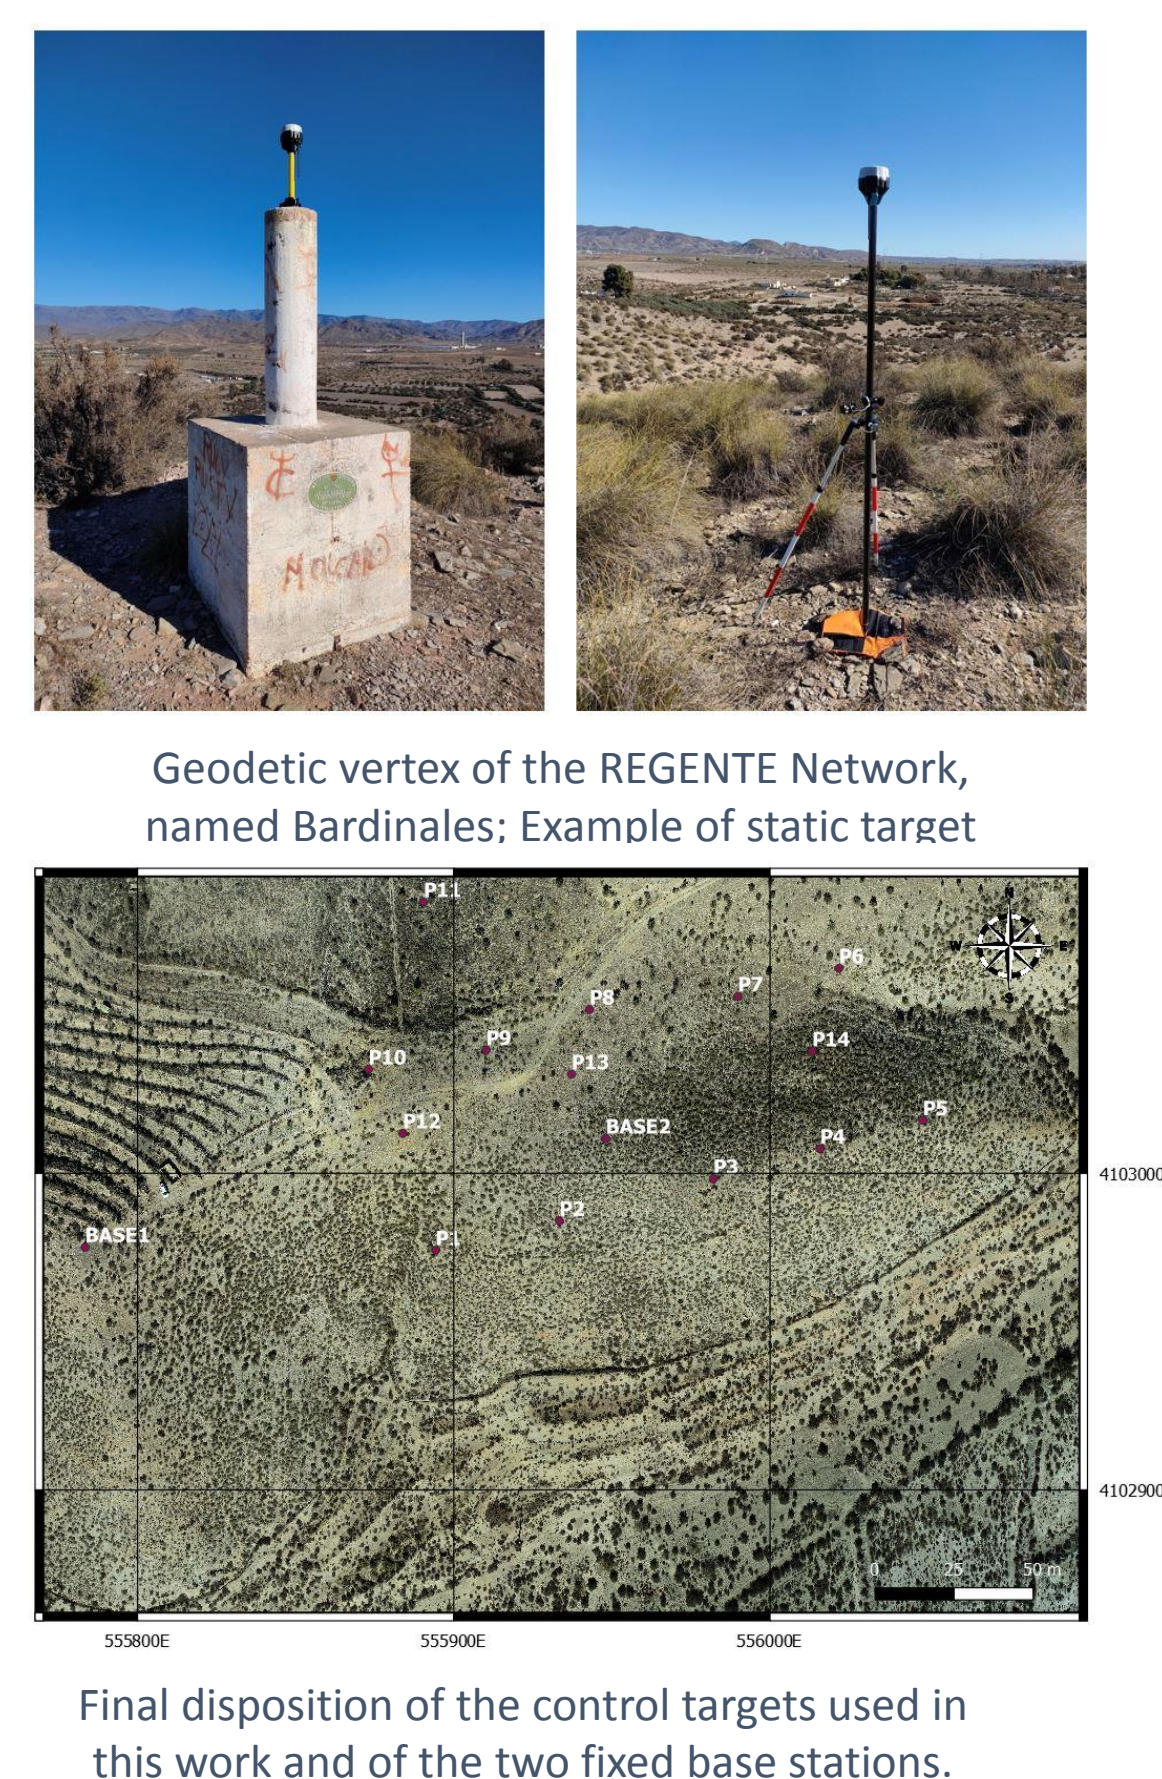 Geodetic vertex of the REGENTE Network,
named Bardinales; Example of static target
P11
N
W E
S
P6
P7
P8
P9
P14
P10
P13
P12
BASE2
P5
P4
P3
4103000
P2
BASE1
P1
4102900
0 25 50 m
555800E 555900E 556000E
Final disposition of the control targets used in
this work and of the two fixed base stations.